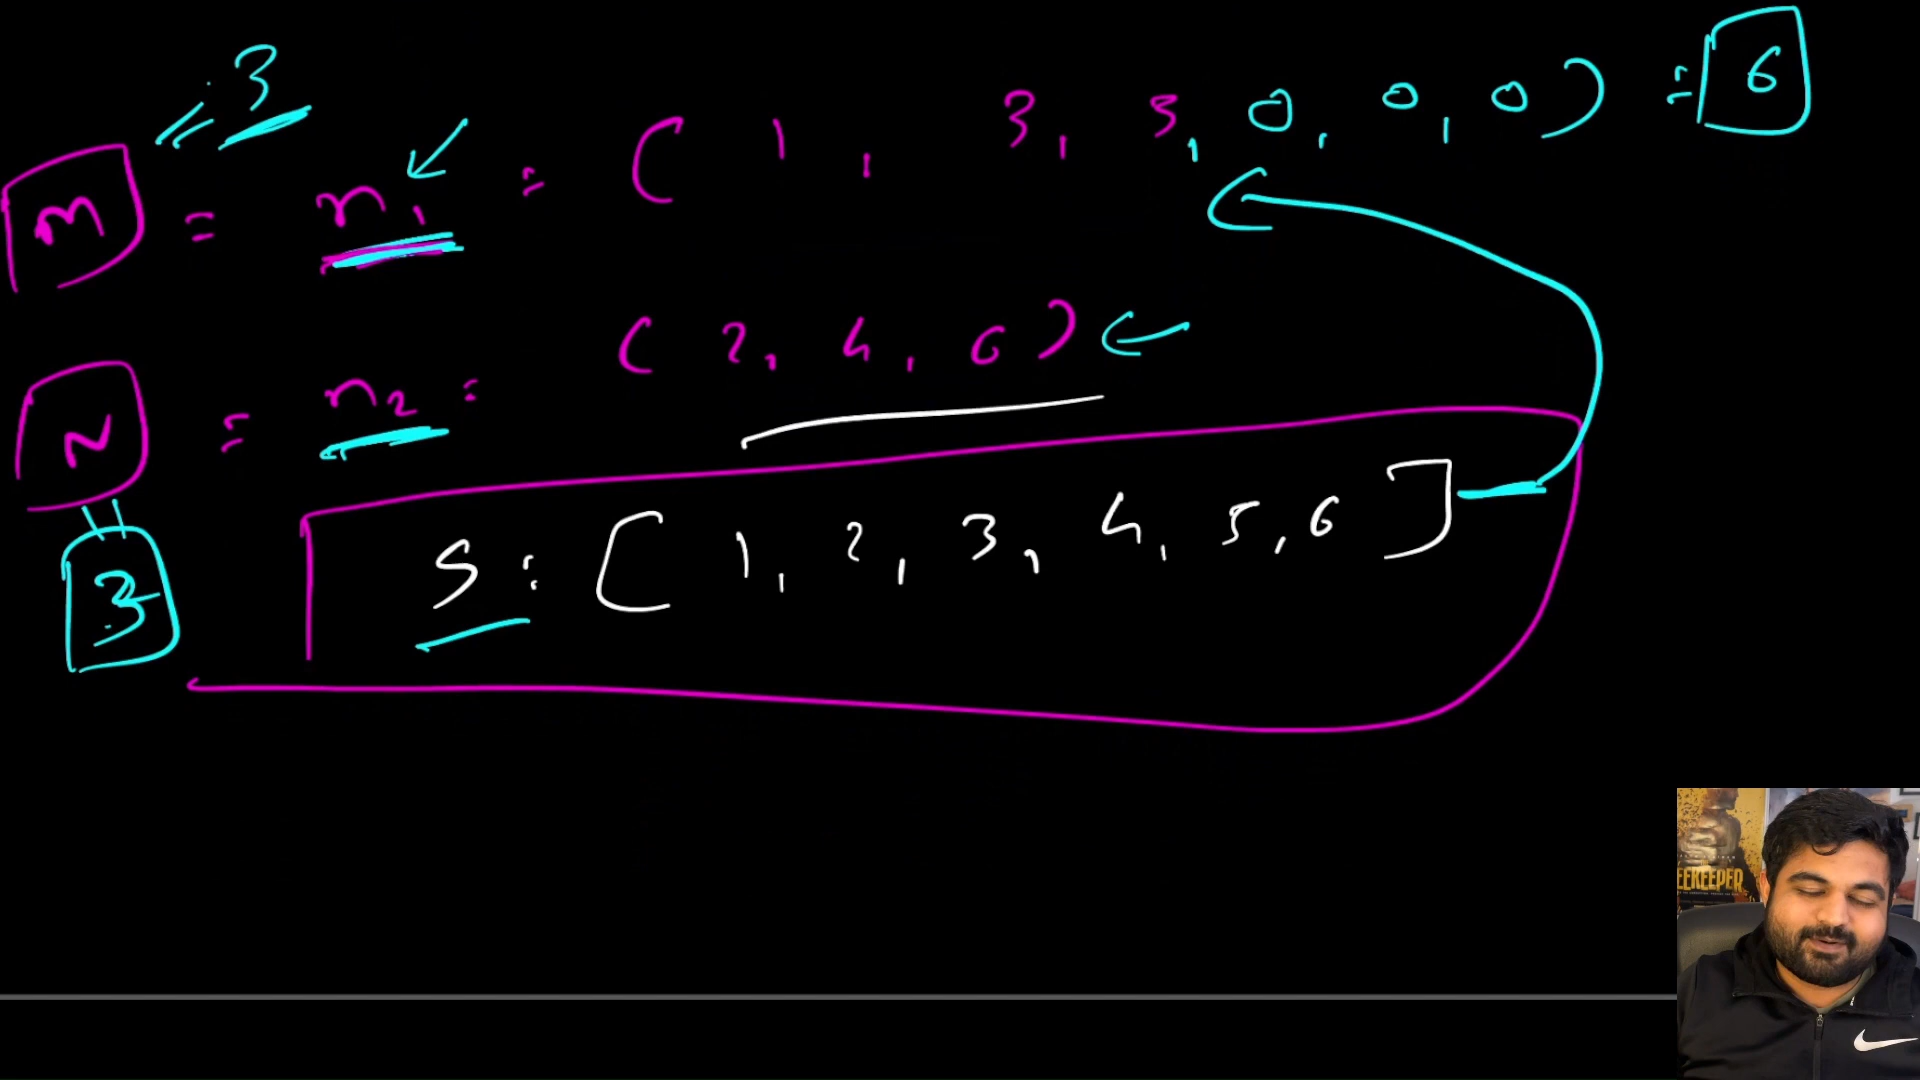 = 3
M = n1 = ( 1, 3, 5, 0, 0, 0 ) = 6
N = n2 = ( 2, 4, 6 )
3
S : [ 1, 2, 3, 4, 5, 6 ]
EEKEEPER